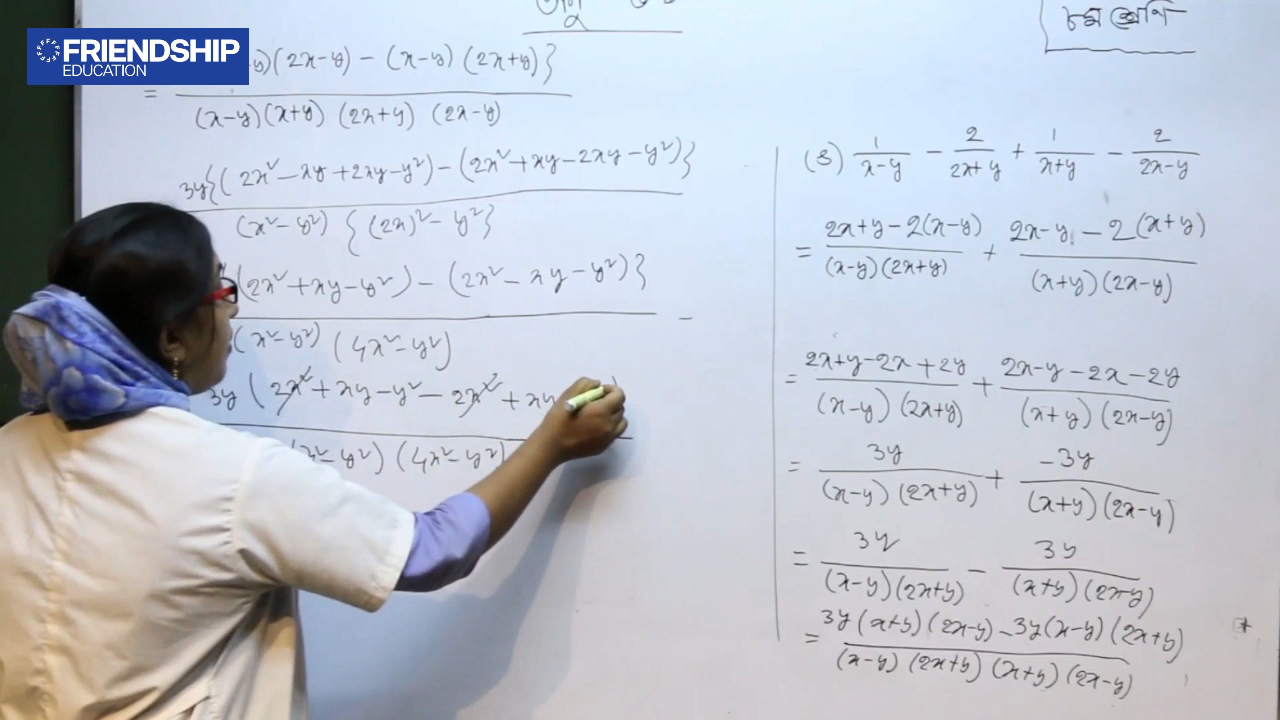 FRIENDSHIP
EDUCATION
৮ম শ্রেণি
(৪) 1/(x-y) - 2/(2x+y) + 1/(x+y) - 2/(2x-y)
= (2x+y-2(x-y))/((x-y)(2x+y)) + (2x-y-2(x+y))/((x+y)(2x-y))
= (2x+y-2x+2y)/((x-y)(2x+y)) + (2x-y-2x-2y)/((x+y)(2x-y))
= 3y/((x-y)(2x+y)) + -3y/((x+y)(2x-y))
= 3y/((x-y)(2x+y)) - 3y/((x+y)(2x-y))
= (3y(x+y)(2x-y)-3y(x-y)(2x+y))/((x-y)(2x+y)(x+y)(2x-y))
y)(2x-y) - (x-y)(2x+y)}
= (x-y)(x+y)(2x+y)(2x-y)
3y{(2x²-xy+2xy-y²)-(2x²+xy-2xy-y²)}
(x²-y²){(2x)²-y²}
(2x²+xy-y²) - (2x²-xy-y²)}
(x²-y²)(4x²-y²)
3y(2x²+xy-y²-2x²+xy
x²-y²)(4x²-y²)